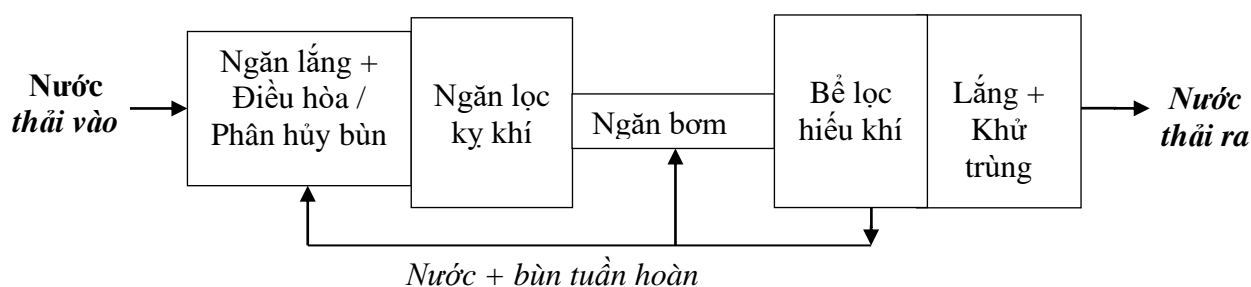 Nước
thải vào
Ngăn lắng +
Điều hòa /
Phân hủy bùn
Ngăn lọc
kỵ khí
Ngăn bơm
Bể lọc
hiếu khí
Lắng +
Khử
trùng
Nước
thải ra
Nước + bùn tuần hoàn